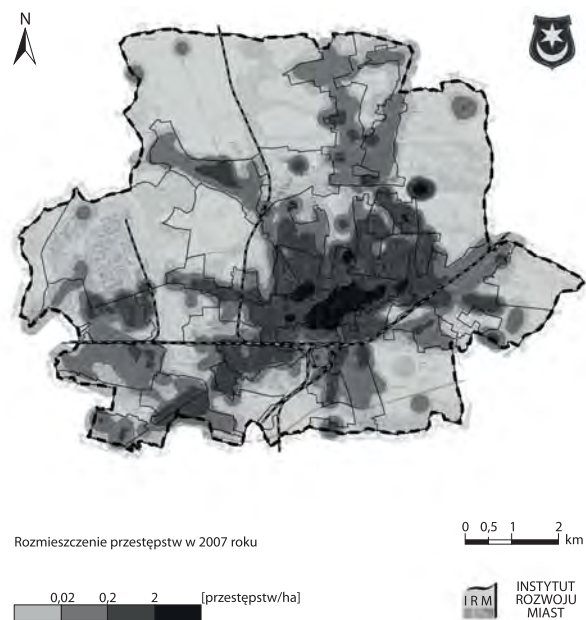 N
Rozmieszczenie przestępstw w 2007 roku
0 0,5 1 2
km
0,02 0,2 2 [przestępstw/ha]
IRM
INSTYTUT
ROZWOJU
MIAST